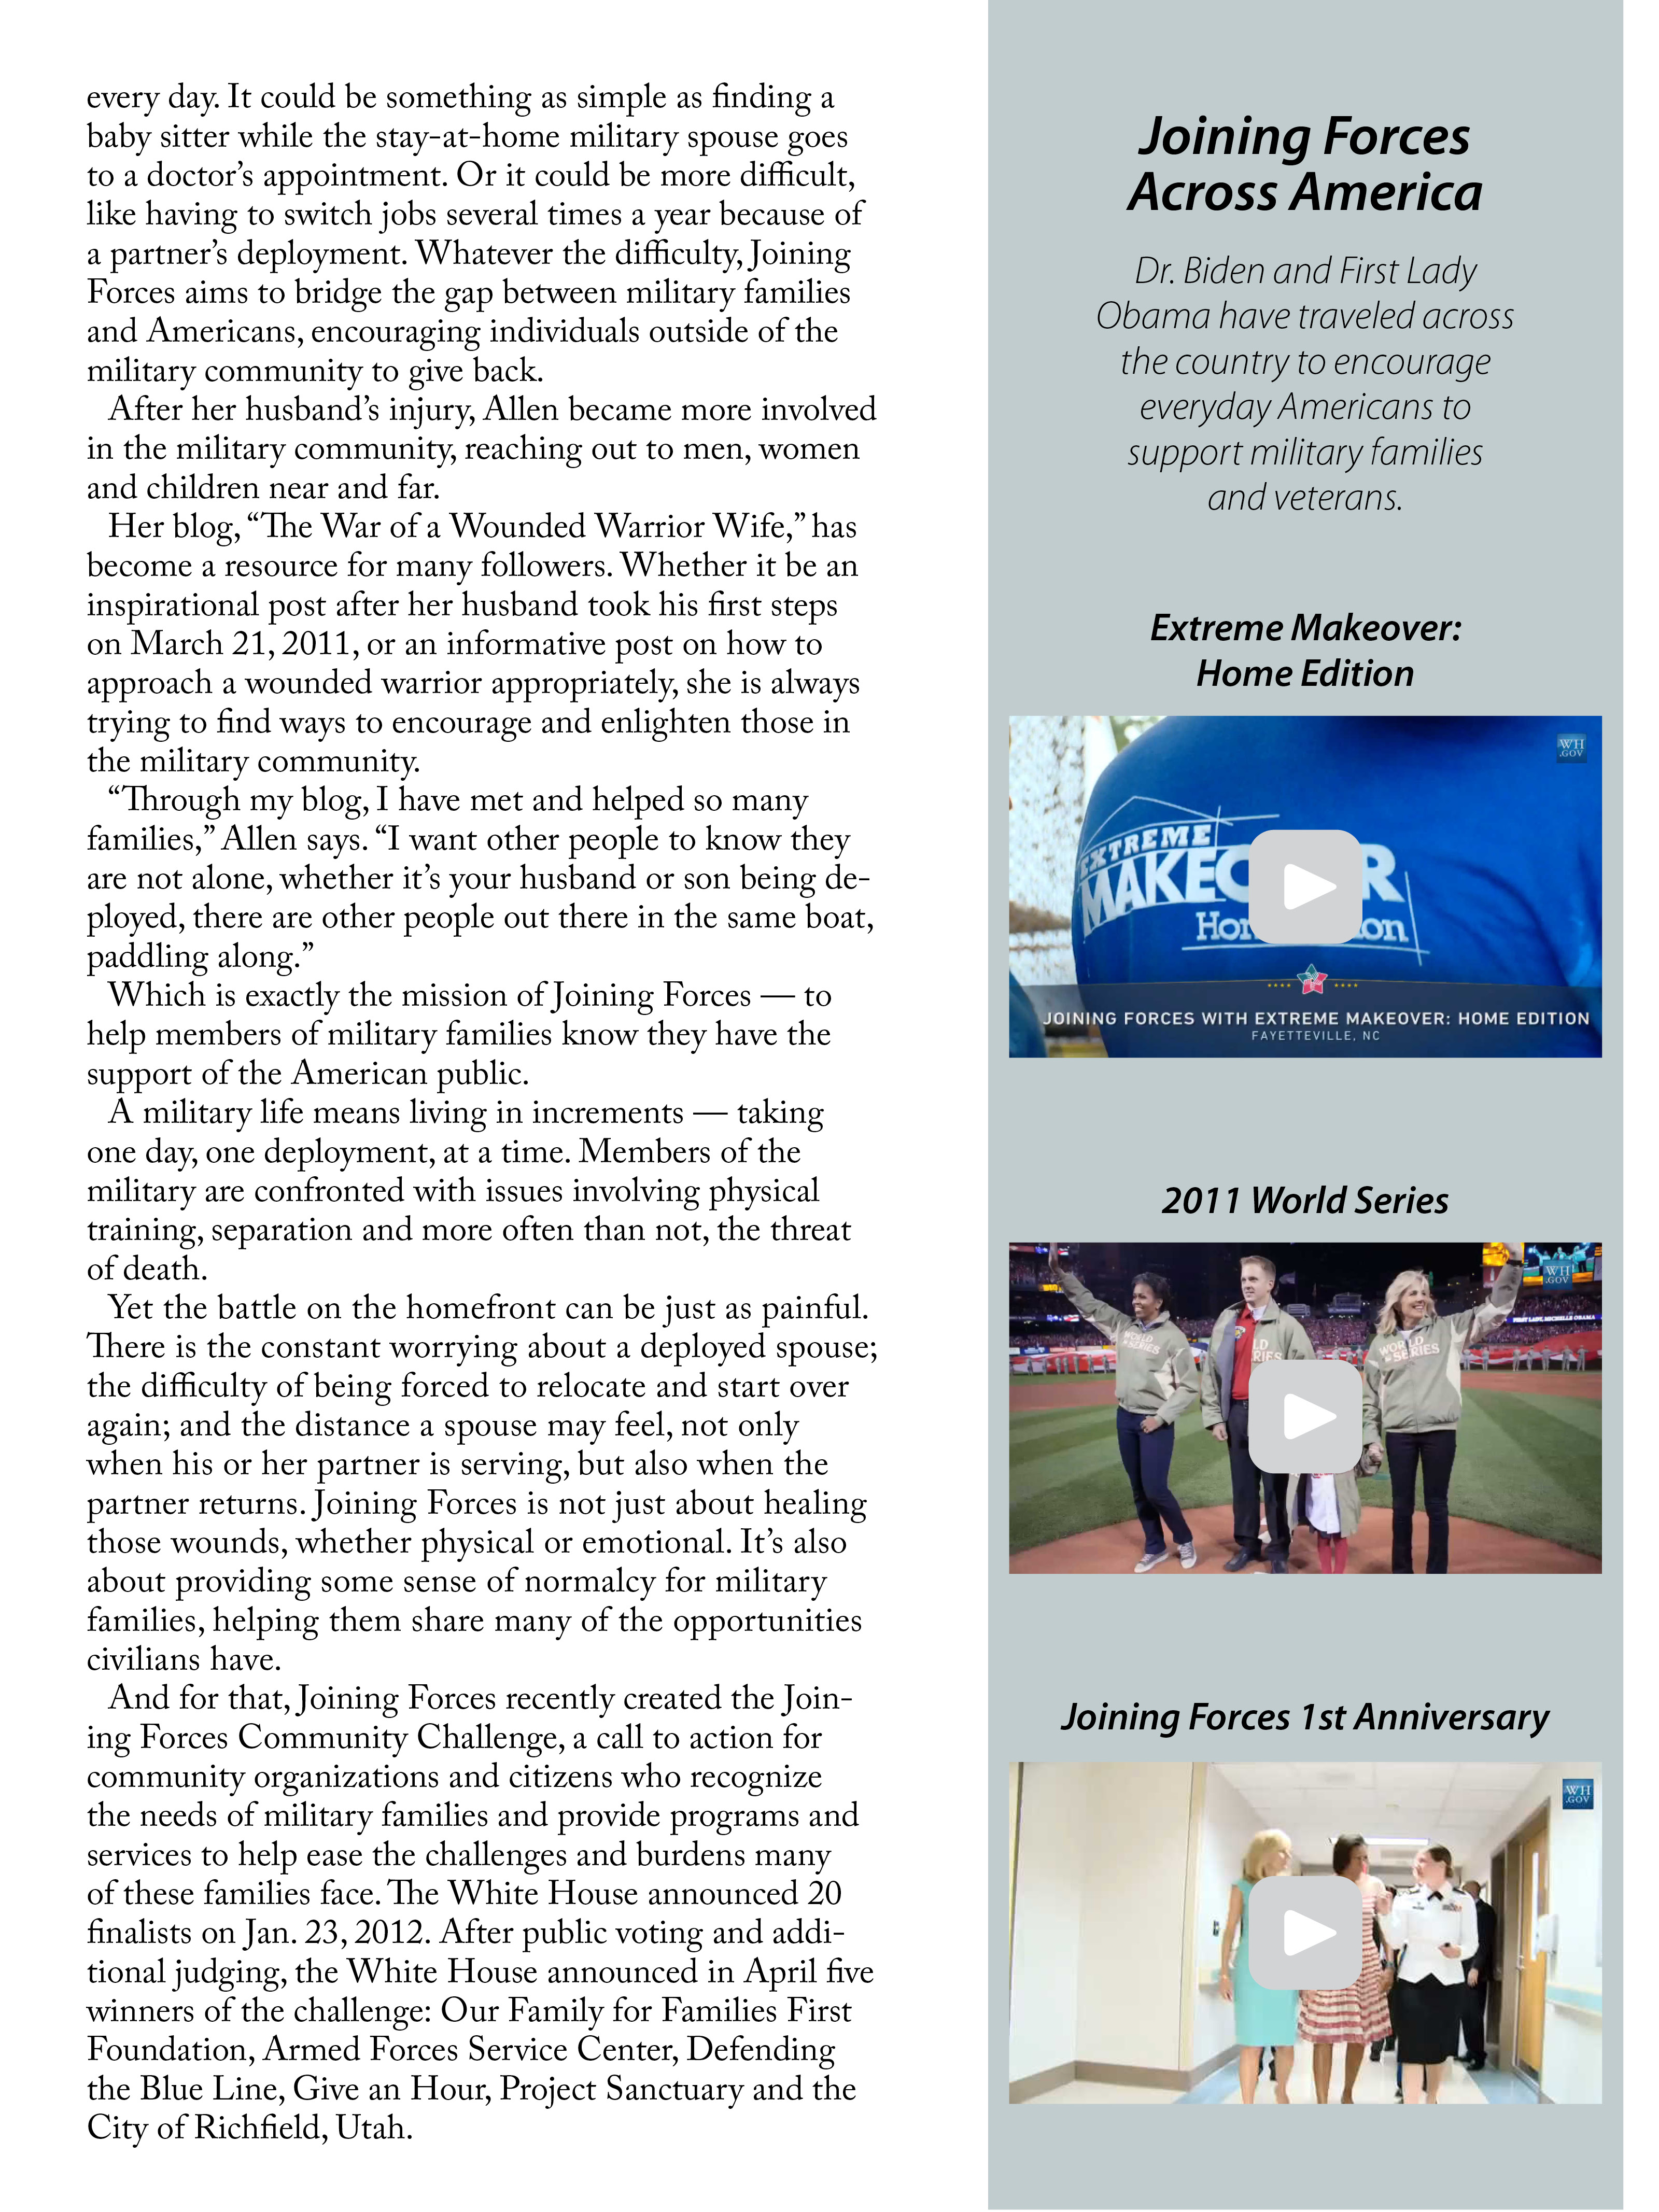 every day. It could be something as simple as finding a
baby sitter while the stay-at-home military spouse goes
to a doctor’s appointment. Or it could be more difficult,
like having to switch jobs several times a year because of
a partner’s deployment. Whatever the difficulty, Joining
Forces aims to bridge the gap between military families
and Americans, encouraging individuals outside of the
military community to give back.
After her husband’s injury, Allen became more involved
in the military community, reaching out to men, women
and children near and far.
Her blog, “The War of a Wounded Warrior Wife,” has
become a resource for many followers. Whether it be an
inspirational post after her husband took his first steps
on March 21, 2011, or an informative post on how to
approach a wounded warrior appropriately, she is always
trying to find ways to encourage and enlighten those in
the military community.
“Through my blog, I have met and helped so many
families,” Allen says. “I want other people to know they
are not alone, whether it’s your husband or son being de-
ployed, there are other people out there in the same boat,
paddling along.”
Which is exactly the mission of Joining Forces — to
help members of military families know they have the
support of the American public.
A military life means living in increments — taking
one day, one deployment, at a time. Members of the
military are confronted with issues involving physical
training, separation and more often than not, the threat
of death.
Yet the battle on the homefront can be just as painful.
There is the constant worrying about a deployed spouse;
the difficulty of being forced to relocate and start over
again; and the distance a spouse may feel, not only
when his or her partner is serving, but also when the
partner returns. Joining Forces is not just about healing
those wounds, whether physical or emotional. It’s also
about providing some sense of normalcy for military
families, helping them share many of the opportunities
civilians have.
And for that, Joining Forces recently created the Join-
ing Forces Community Challenge, a call to action for
community organizations and citizens who recognize
the needs of military families and provide programs and
services to help ease the challenges and burdens many
of these families face. The White House announced 20
finalists on Jan. 23, 2012. After public voting and addi-
tional judging, the White House announced in April five
winners of the challenge: Our Family for Families First
Foundation, Armed Forces Service Center, Defending
the Blue Line, Give an Hour, Project Sanctuary and the
City of Richfield, Utah.
Joining Forces
Across America
Dr. Biden and First Lady
Obama have traveled across
the country to encourage
everyday Americans to
support military families
and veterans.
Extreme Makeover:
Home Edition
WH
.GOV
EXTREME
JOINING FORCES WITH EXTREME MAKEOVER: HOME EDITION
FAYETTEVILLE, NC
2011 World Series
WH
.GOV
FIRST LADY, MICHELLE OBAMA
WORLD
SERIES
WORLD
SERIES
Joining Forces 1st Anniversary
WH
.GOV